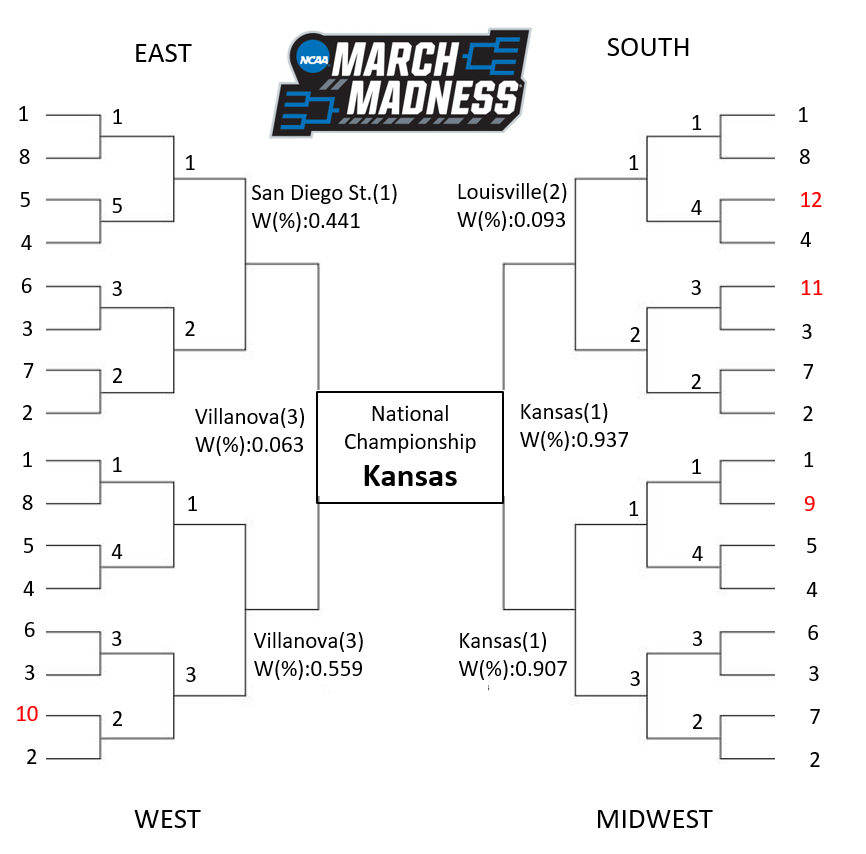 EAST
NCAA
MARCH
MADNESS
SOUTH
1
8
5
4
6
3
7
2
1
5
3
2
1
2
San Diego St.(1)
W(%):0.441
Louisville(2)
W(%):0.093
1
2
1
4
3
2
1
8
12
4
11
3
7
2
Villanova(3)
W(%):0.063
National
Championship
Kansas
Kansas(1)
W(%):0.937
1
8
5
4
6
3
10
2
1
4
3
2
1
3
Villanova(3)
W(%):0.559
Kansas(1)
W(%):0.907
1
3
1
4
3
2
1
9
5
4
6
3
7
2
WEST
MIDWEST